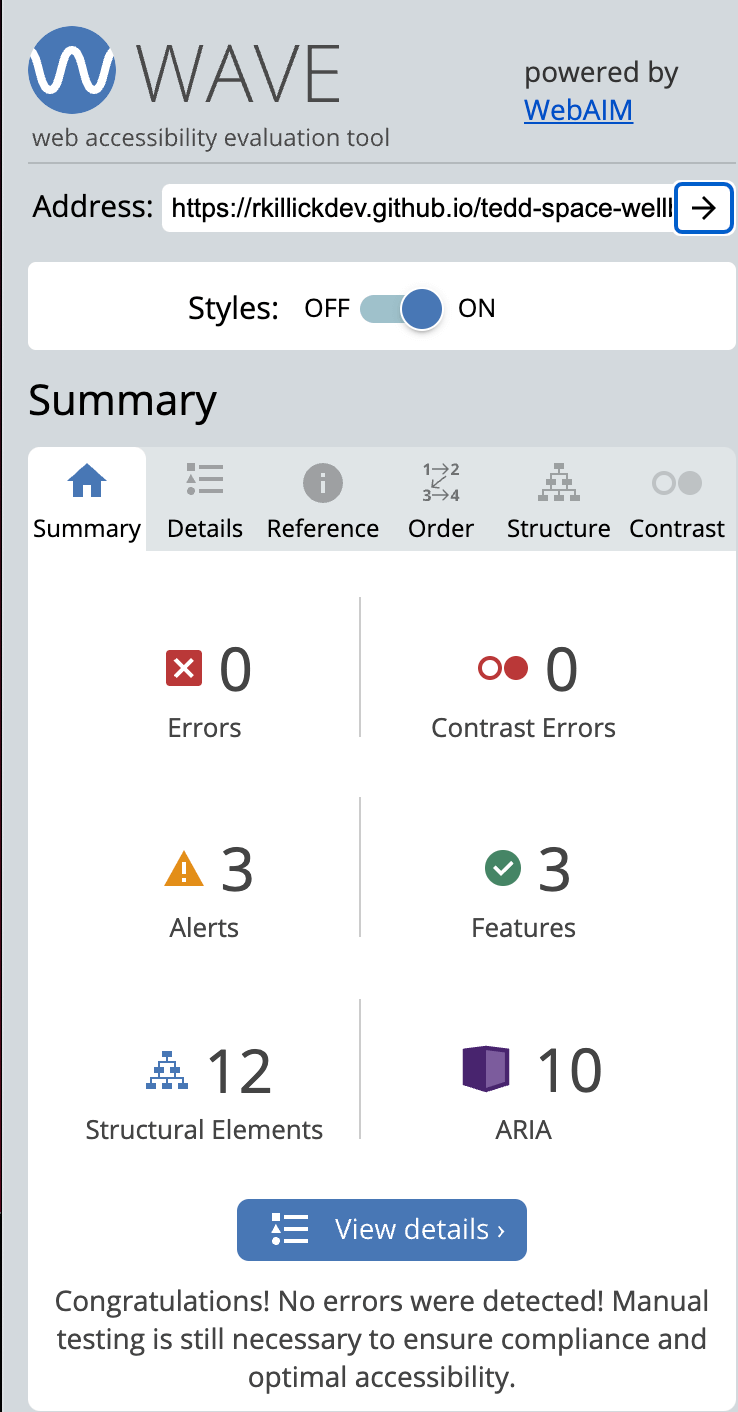 WAVE
web accessibility evaluation tool
powered by
WebAIM
Address: https://rkillickdev.github.io/tedd-space-well
Styles: OFF ON
Summary
1→2
3→4
Summary Details Reference Order Structure Contrast
0 0
Errors Contrast Errors
3 3
Alerts Features
12 10
Structural Elements ARIA
View details ›
Congratulations! No errors were detected! Manual
testing is still necessary to ensure compliance and
optimal accessibility.